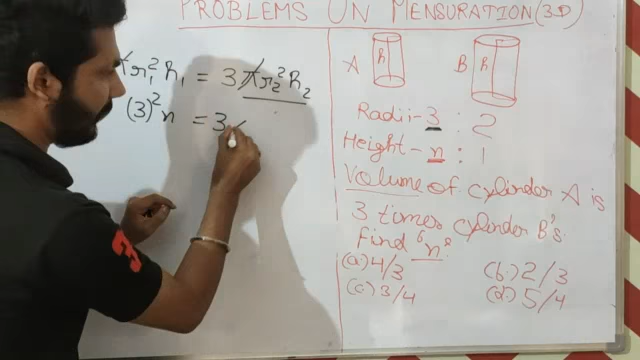 PROBLEMS ON MENSURATION (3D)
πr₁²h₁ = 3πr₂²h₂
(3)²n = 3
A h
B h
Radii - 3 : 2
Height - n : 1
Volume of cylinder A is
3 times cylinder B's.
Find "n".
(a) 4/3 (b.) 2/3
(c) 3/4 (d.) 5/4
3